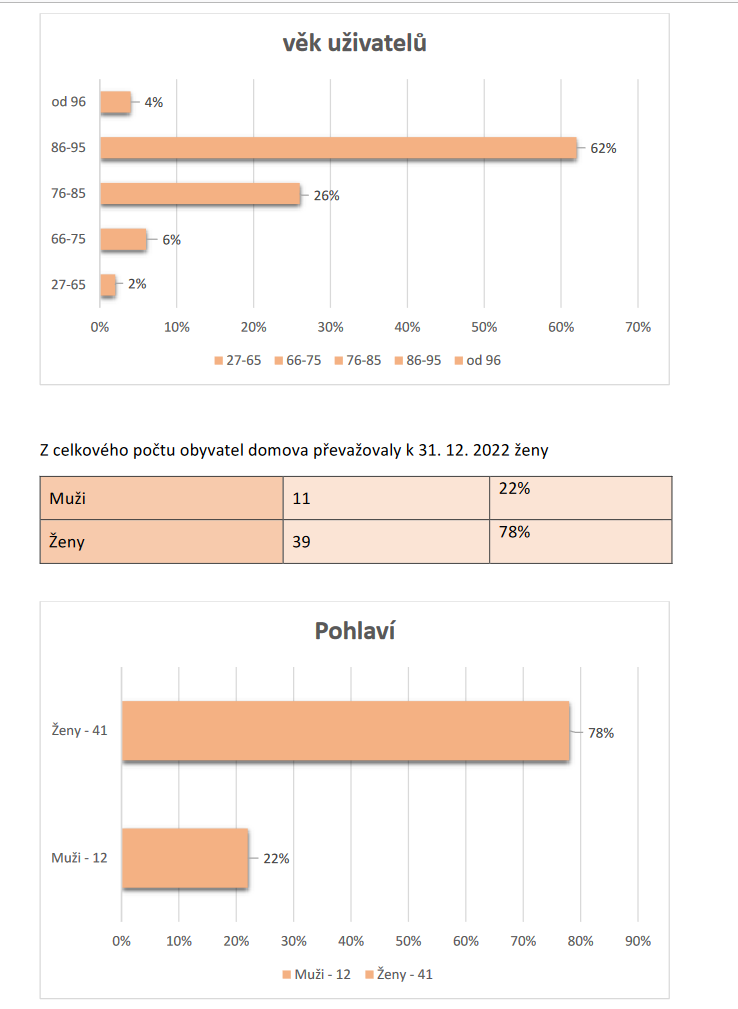 věk uživatelů
od 96 4%
86-95 62%
76-85 26%
66-75 6%
27-65 2%
0% 10% 20% 30% 40% 50% 60% 70%
27-65 66-75 76-85 86-95 od 96
Z celkového počtu obyvatel domova převažovaly k 31. 12. 2022 ženy
Muži 11 22%
Ženy 39 78%
Pohlaví
Ženy - 41 78%
Muži - 12 22%
0% 10% 20% 30% 40% 50% 60% 70% 80% 90%
Muži - 12 Ženy - 41